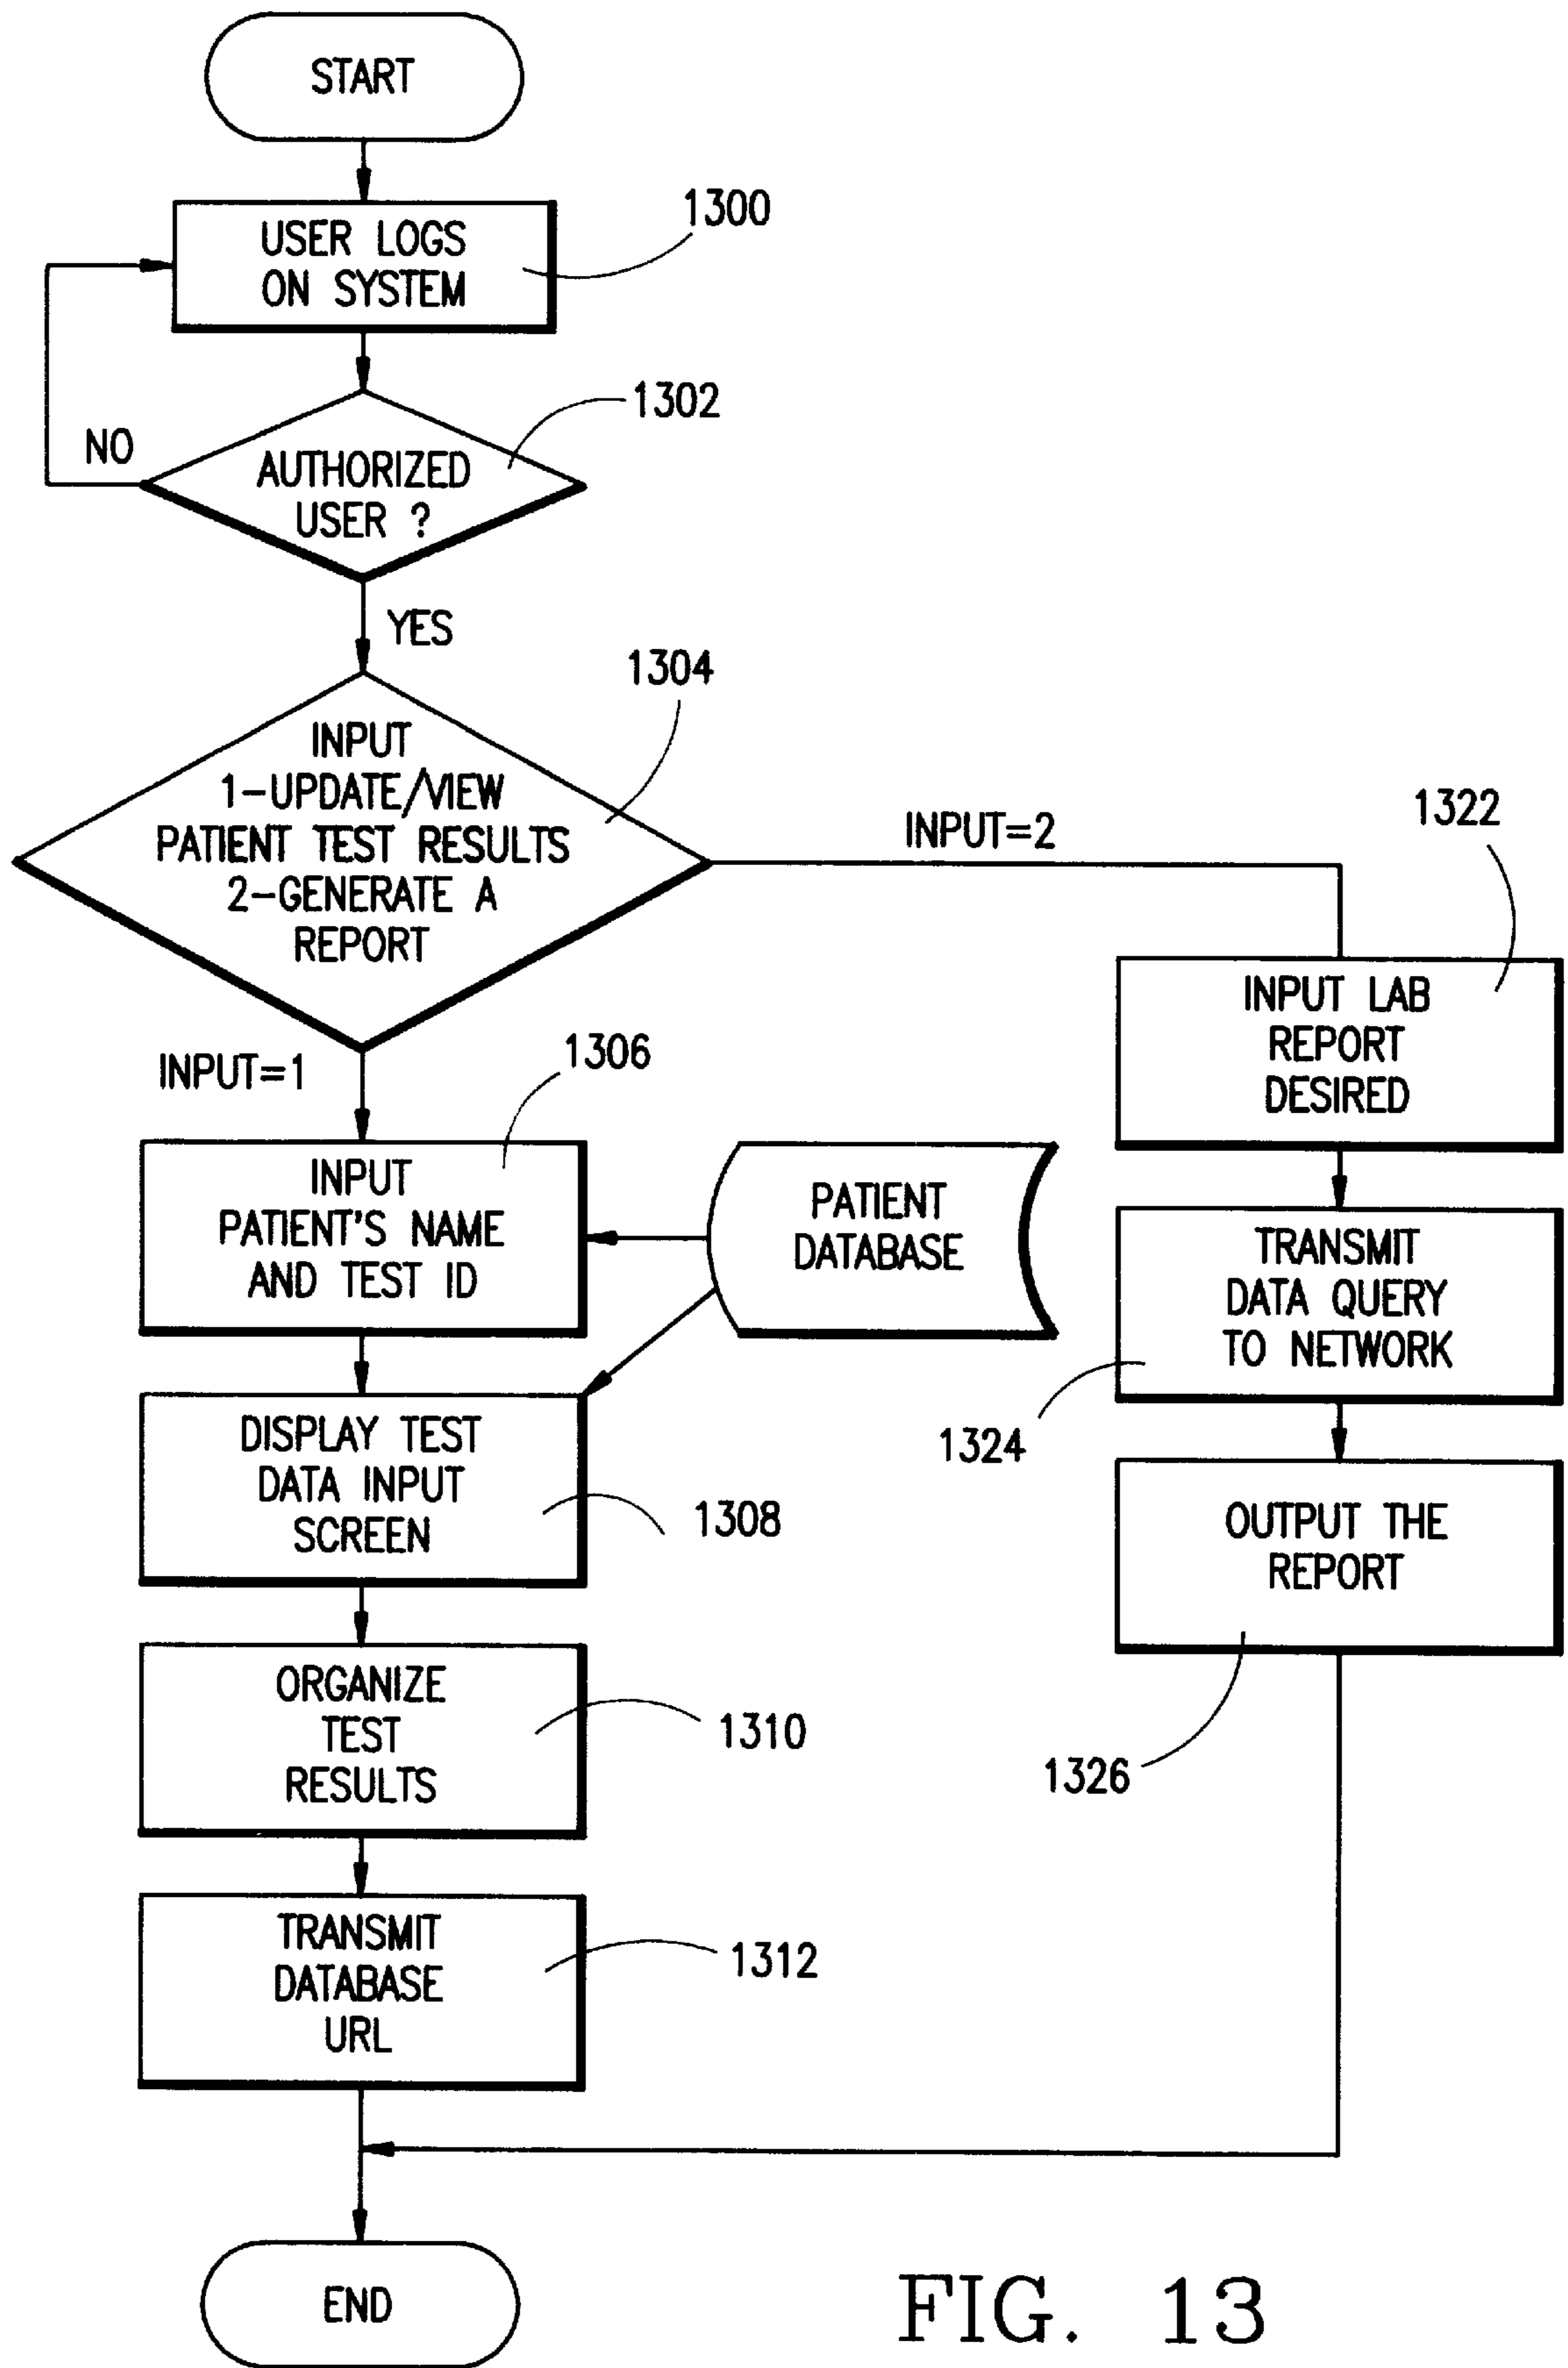 START
USER LOGS
ON SYSTEM
1300
AUTHORIZED
USER ?
1302
NO
YES
INPUT
1-UPDATE/VIEW
PATIENT TEST RESULTS
2-GENERATE A
REPORT
1304
INPUT=2
INPUT=1
1322
INPUT LAB
REPORT
DESIRED
1306
INPUT
PATIENT'S NAME
AND TEST ID
PATIENT
DATABASE
TRANSMIT
DATA QUERY
TO NETWORK
1324
DISPLAY TEST
DATA INPUT
SCREEN
1308
OUTPUT THE
REPORT
1326
ORGANIZE
TEST
RESULTS
1310
TRANSMIT
DATABASE
URL
1312
END
FIG. 13